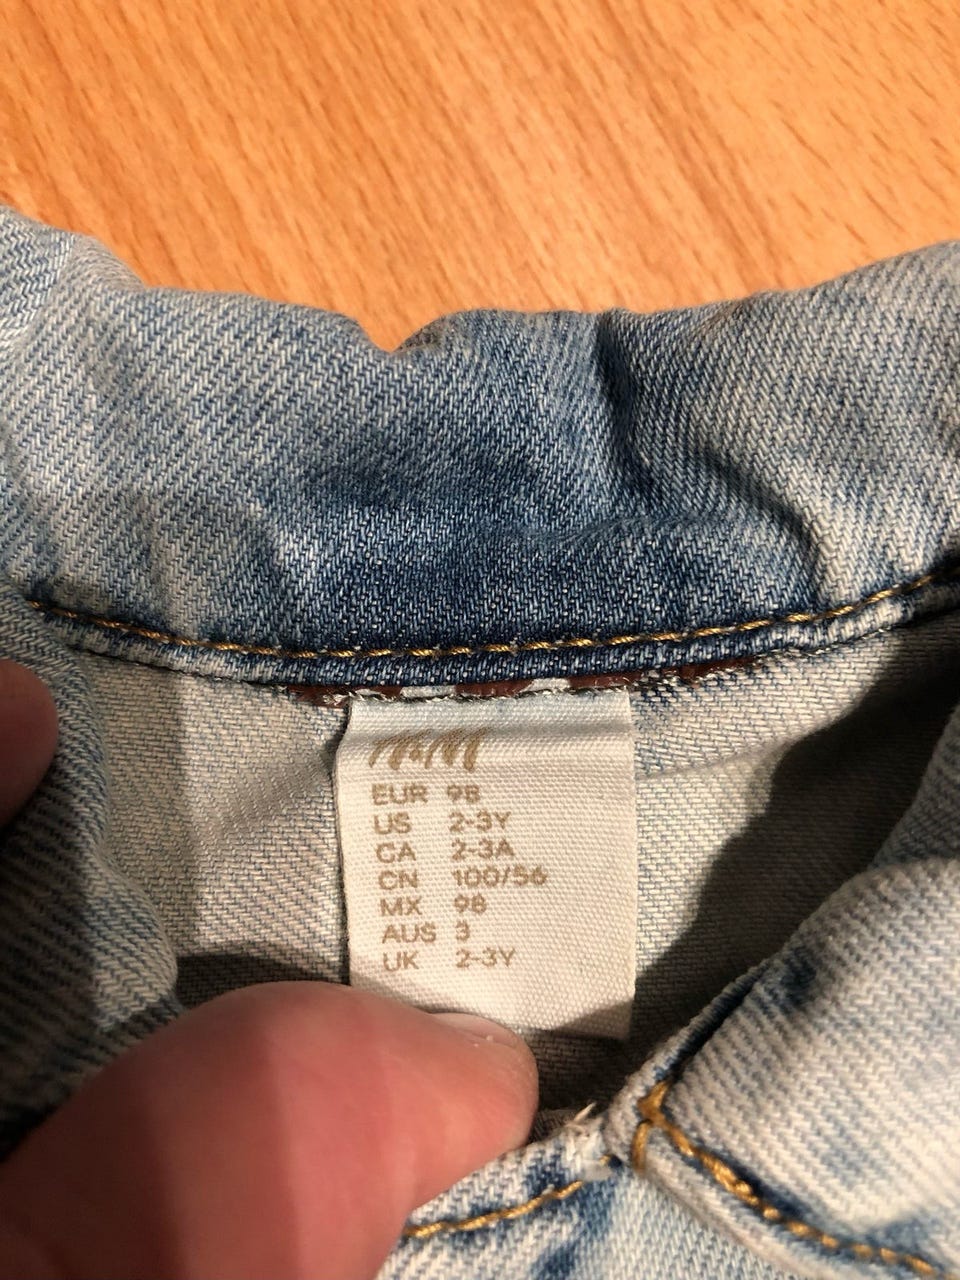 H&M
EUR 98
US 2-3Y
CA 2-3A
CN 100/56
MX 98
AUS 3
UK 2-3Y